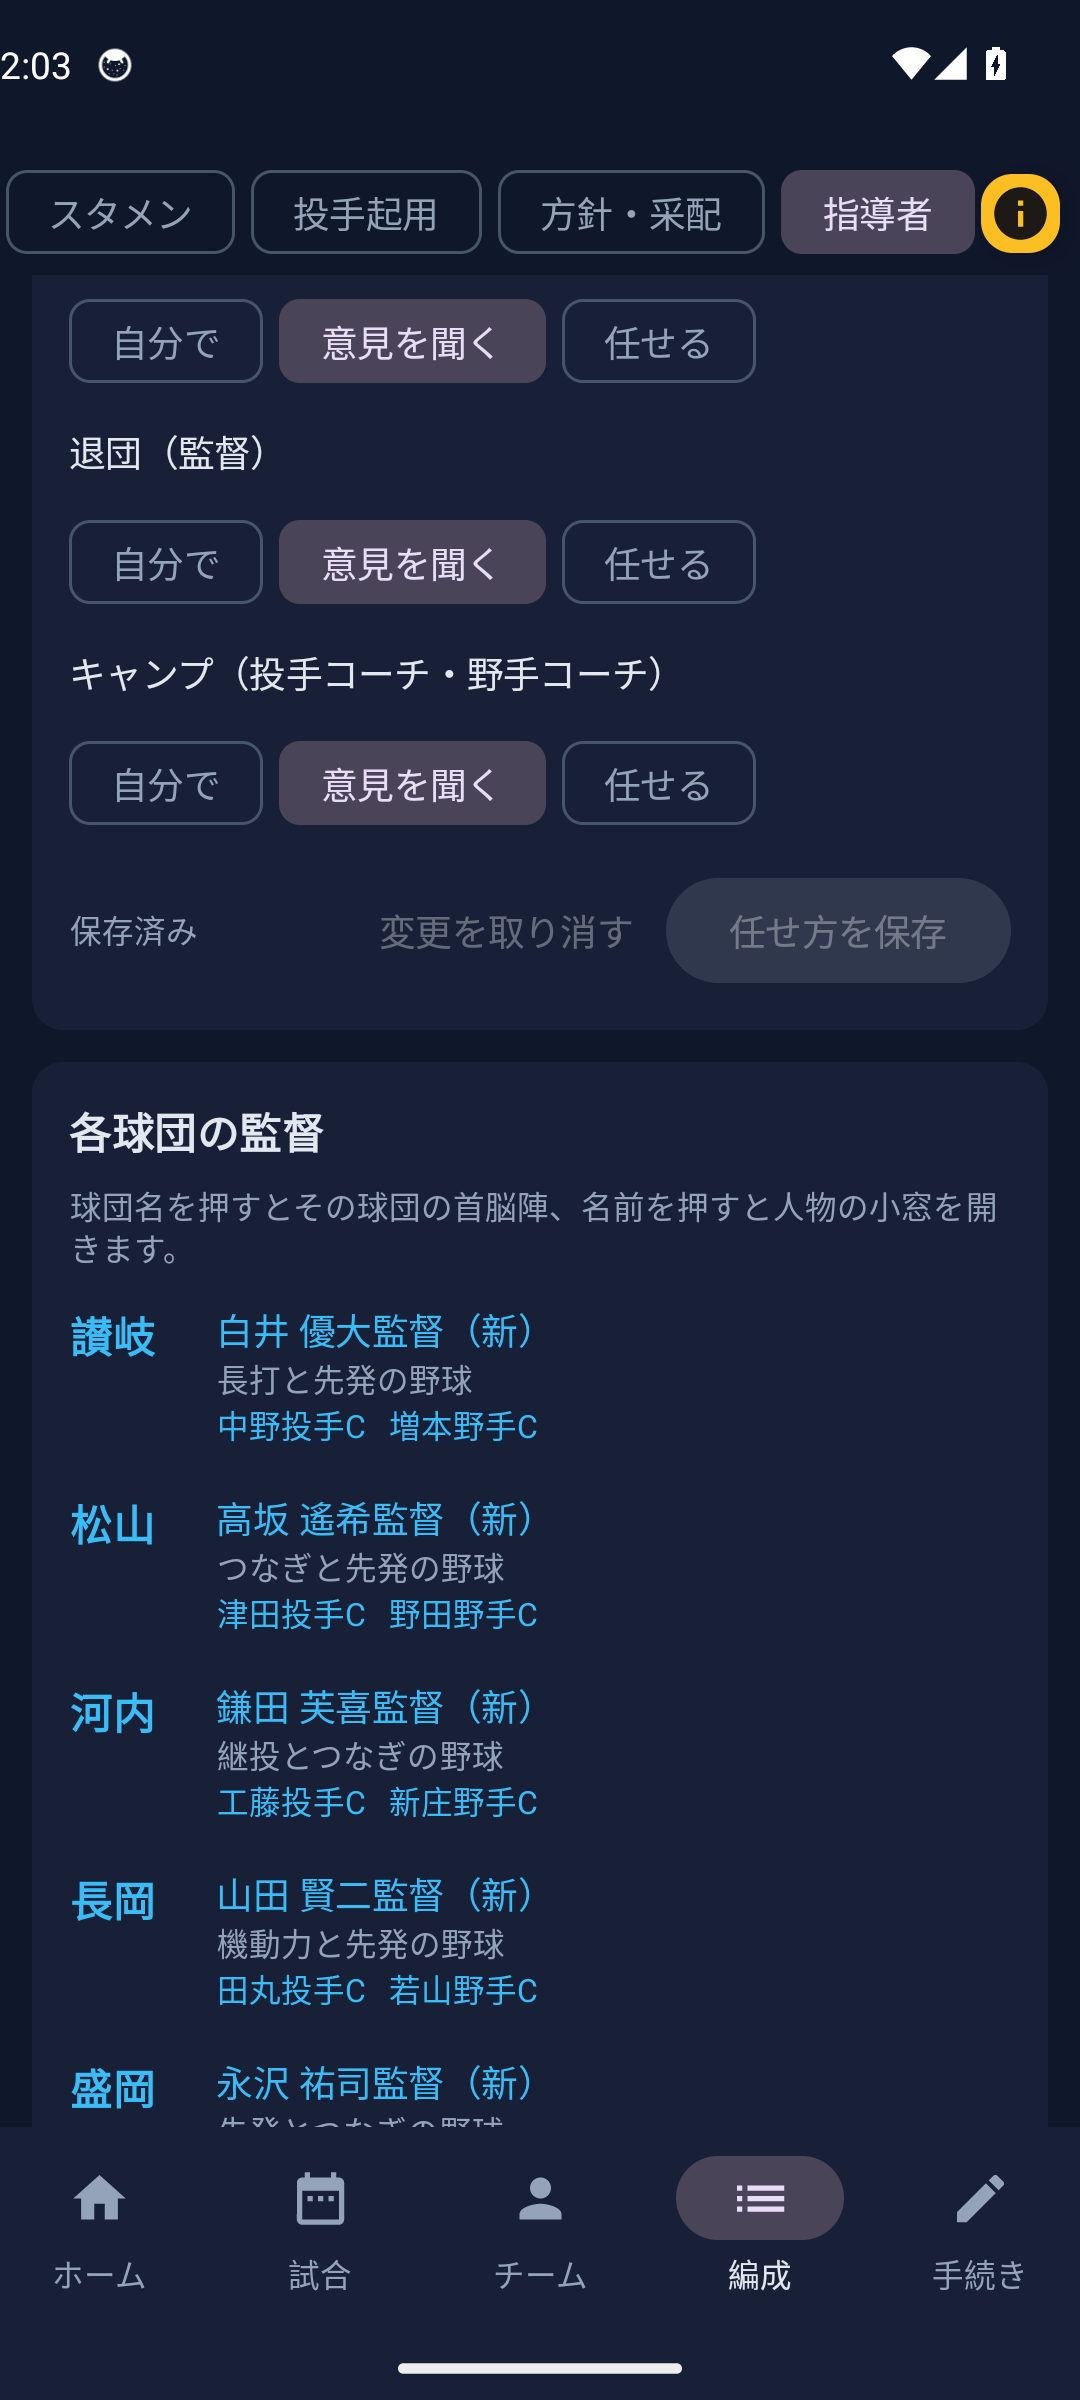 2:03
スタメン 投手起用 方針・采配 指導者
自分で 意見を聞く 任せる
退団（監督）
自分で 意見を聞く 任せる
キャンプ（投手コーチ・野手コーチ）
自分で 意見を聞く 任せる
保存済み 変更を取り消す 任せ方を保存
各球団の監督
球団名を押すとその球団の首脳陣、名前を押すと人物の小窓を開
きます。
讃岐 白井 優大監督（新）
長打と先発の野球
中野投手C 増本野手C
松山 高坂 遙希監督（新）
つなぎと先発の野球
津田投手C 野田野手C
河内 鎌田 芙喜監督（新）
継投とつなぎの野球
工藤投手C 新庄野手C
長岡 山田 賢二監督（新）
機動力と先発の野球
田丸投手C 若山野手C
盛岡 永沢 祐司監督（新）
先発とつなぎの野球
ホーム 試合 チーム 編成 手続き